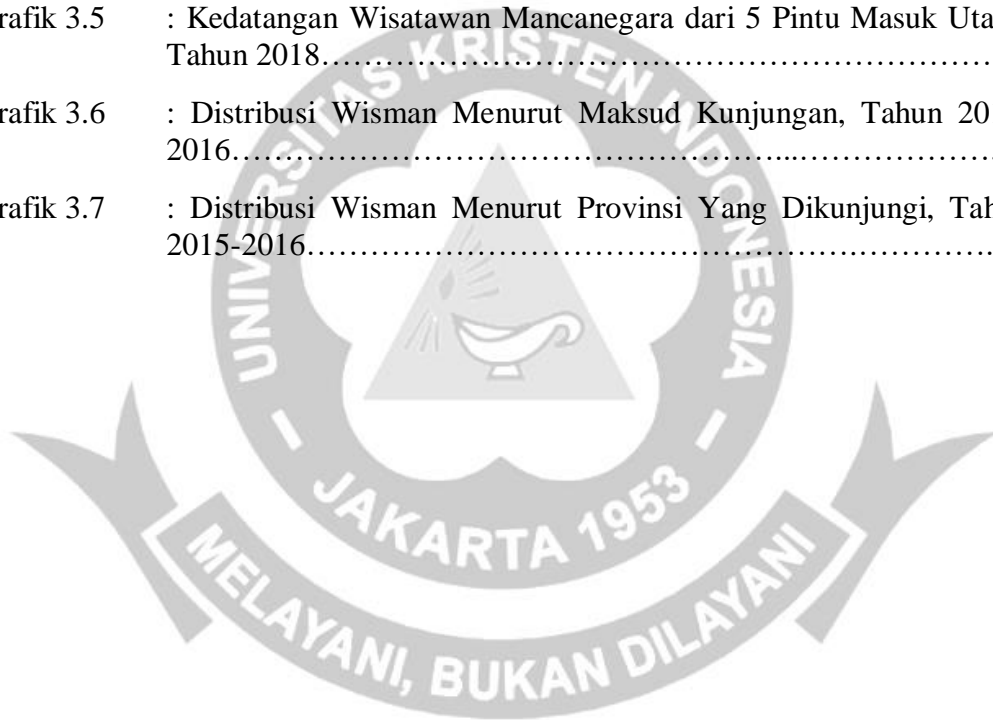 rafik 3.5 : Kedatangan Wisatawan Mancanegara dari 5 Pintu Masuk Uta
Tahun 2018……………………………………………………………
rafik 3.6 : Distribusi Wisman Menurut Maksud Kunjungan, Tahun 20
2016…………………………………………...…………………
rafik 3.7 : Distribusi Wisman Menurut Provinsi Yang Dikunjungi, Tah
2015-2016…………………………………………….……………
UNIVERSITAS KRISTEN INDONESIA
JAKARTA 1953
MELAYANI, BUKAN DILAYANI